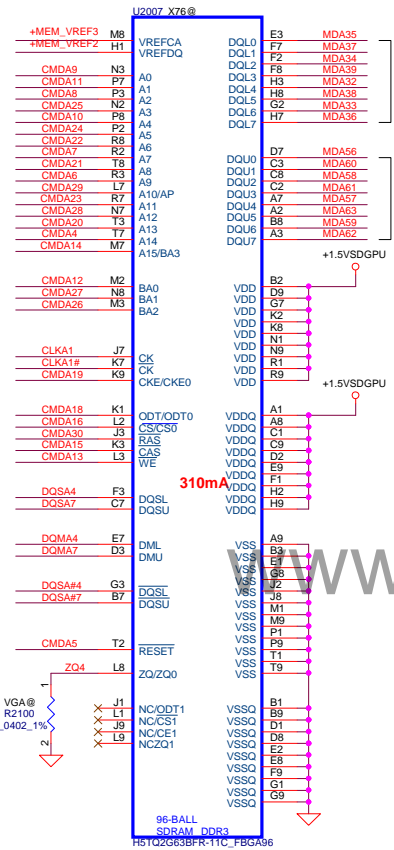 U2007 X76@
+MEM_VREF3 M8 VREFCA
+MEM_VREF2 H1 VREFDQ
CMDA9 N3 A0
CMDA11 P7 A1
CMDA8 P3 A2
CMDA25 N2 A3
CMDA10 P8 A4
CMDA24 P2 A5
CMDA22 R8 A6
CMDA7 R2 A7
CMDA21 T8 A8
CMDA6 R3 A9
CMDA29 L7 A10/AP
CMDA23 R7 A11
CMDA28 N7 A12
CMDA20 T3 A13
CMDA4 T7 A14
CMDA14 M7 A15/BA3
CMDA12 M2 BA0
CMDA27 N8 BA1
CMDA26 M3 BA2
CLKA1 J7 CK
CLKA1# K7 CK
CMDA19 K9 CKE/CKE0
CMDA18 K1 ODT/ODT0
CMDA16 L2 CS/CS0
CMDA30 J3 RAS
CMDA15 K3 CAS
CMDA13 L3 WE
DQSA4 F3 DQSL
DQSA7 C7 DQSU
DQMA4 E7 DML
DQMA7 D3 DMU
DQSA#4 G3 DQSL
DQSA#7 B7 DQSU
CMDA5 T2 RESET
ZQ4 L8 ZQ/ZQ0
J1 NC/ODT1
L1 NC/CS1
J9 NC/CE1
L9 NCZQ1
1
VGA@
R2100
_0402_1%
2
DQL0 E3 MDA35
DQL1 F7 MDA37
DQL2 F2 MDA34
DQL3 F8 MDA39
DQL4 H3 MDA32
DQL5 H8 MDA38
DQL6 G2 MDA33
DQL7 H7 MDA36
DQU0 D7 MDA56
DQU1 C3 MDA60
DQU2 C8 MDA58
DQU3 C2 MDA61
DQU4 A7 MDA57
DQU5 A2 MDA63
DQU6 B8 MDA59
DQU7 A3 MDA62
+1.5VSDGPU
VDD B2
VDD D9
VDD G7
VDD K2
VDD K8
VDD N1
VDD N9
VDD R1
VDD R9
+1.5VSDGPU
VDDQ A1
VDDQ A8
VDDQ C1
VDDQ C9
VDDQ D2
VDDQ E9
VDDQ F1
VDDQ H2
VDDQ H9
310mA
VSS A9
VSS B3
VSS E1
VSS G8
VSS J2
VSS J8
VSS M1
VSS M9
VSS P1
VSS P9
VSS T1
VSS T9
www
VSSQ B1
VSSQ B9
VSSQ D1
VSSQ D8
VSSQ E2
VSSQ E8
VSSQ F9
VSSQ G1
VSSQ G9
96-BALL
SDRAM DDR3
H5TQ2G63BFR-11C_FBGA96